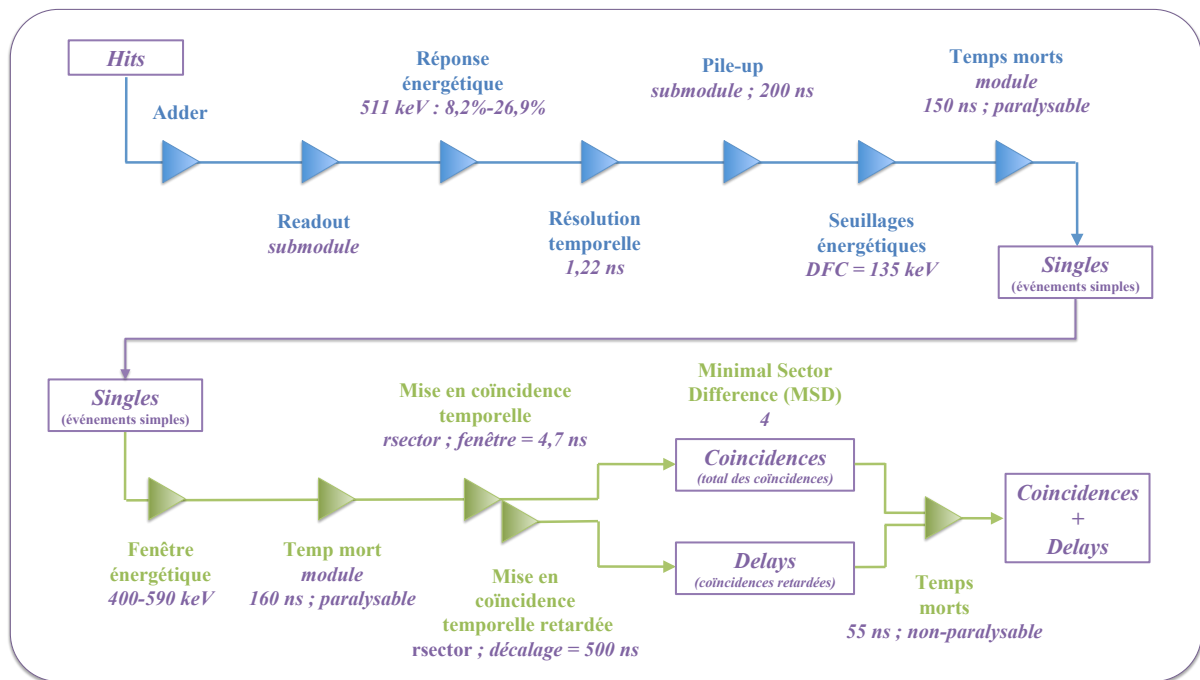 Hits
Adder
Readout
submodule
Réponse
énergétique
511 keV : 8,2%-26,9%
Résolution
temporelle
1,22 ns
Pile-up
submodule ; 200 ns
Seuillages
énergétiques
DFC = 135 keV
Temps morts
module
150 ns ; paralysable
Singles
(événements simples)
Singles
(événements simples)
Fenêtre
énergétique
400-590 keV
Temp mort
module
160 ns ; paralysable
Mise en coïncidence
temporelle
rsector ; fenêtre = 4,7 ns
Mise en
coïncidence
temporelle retardée
rsector ; décalage = 500 ns
Minimal Sector
Difference (MSD)
4
Coincidences
(total des coïncidences)
Delays
(coïncidences retardées)
Temps
morts
55 ns ; non-paralysable
Coincidences
+
Delays